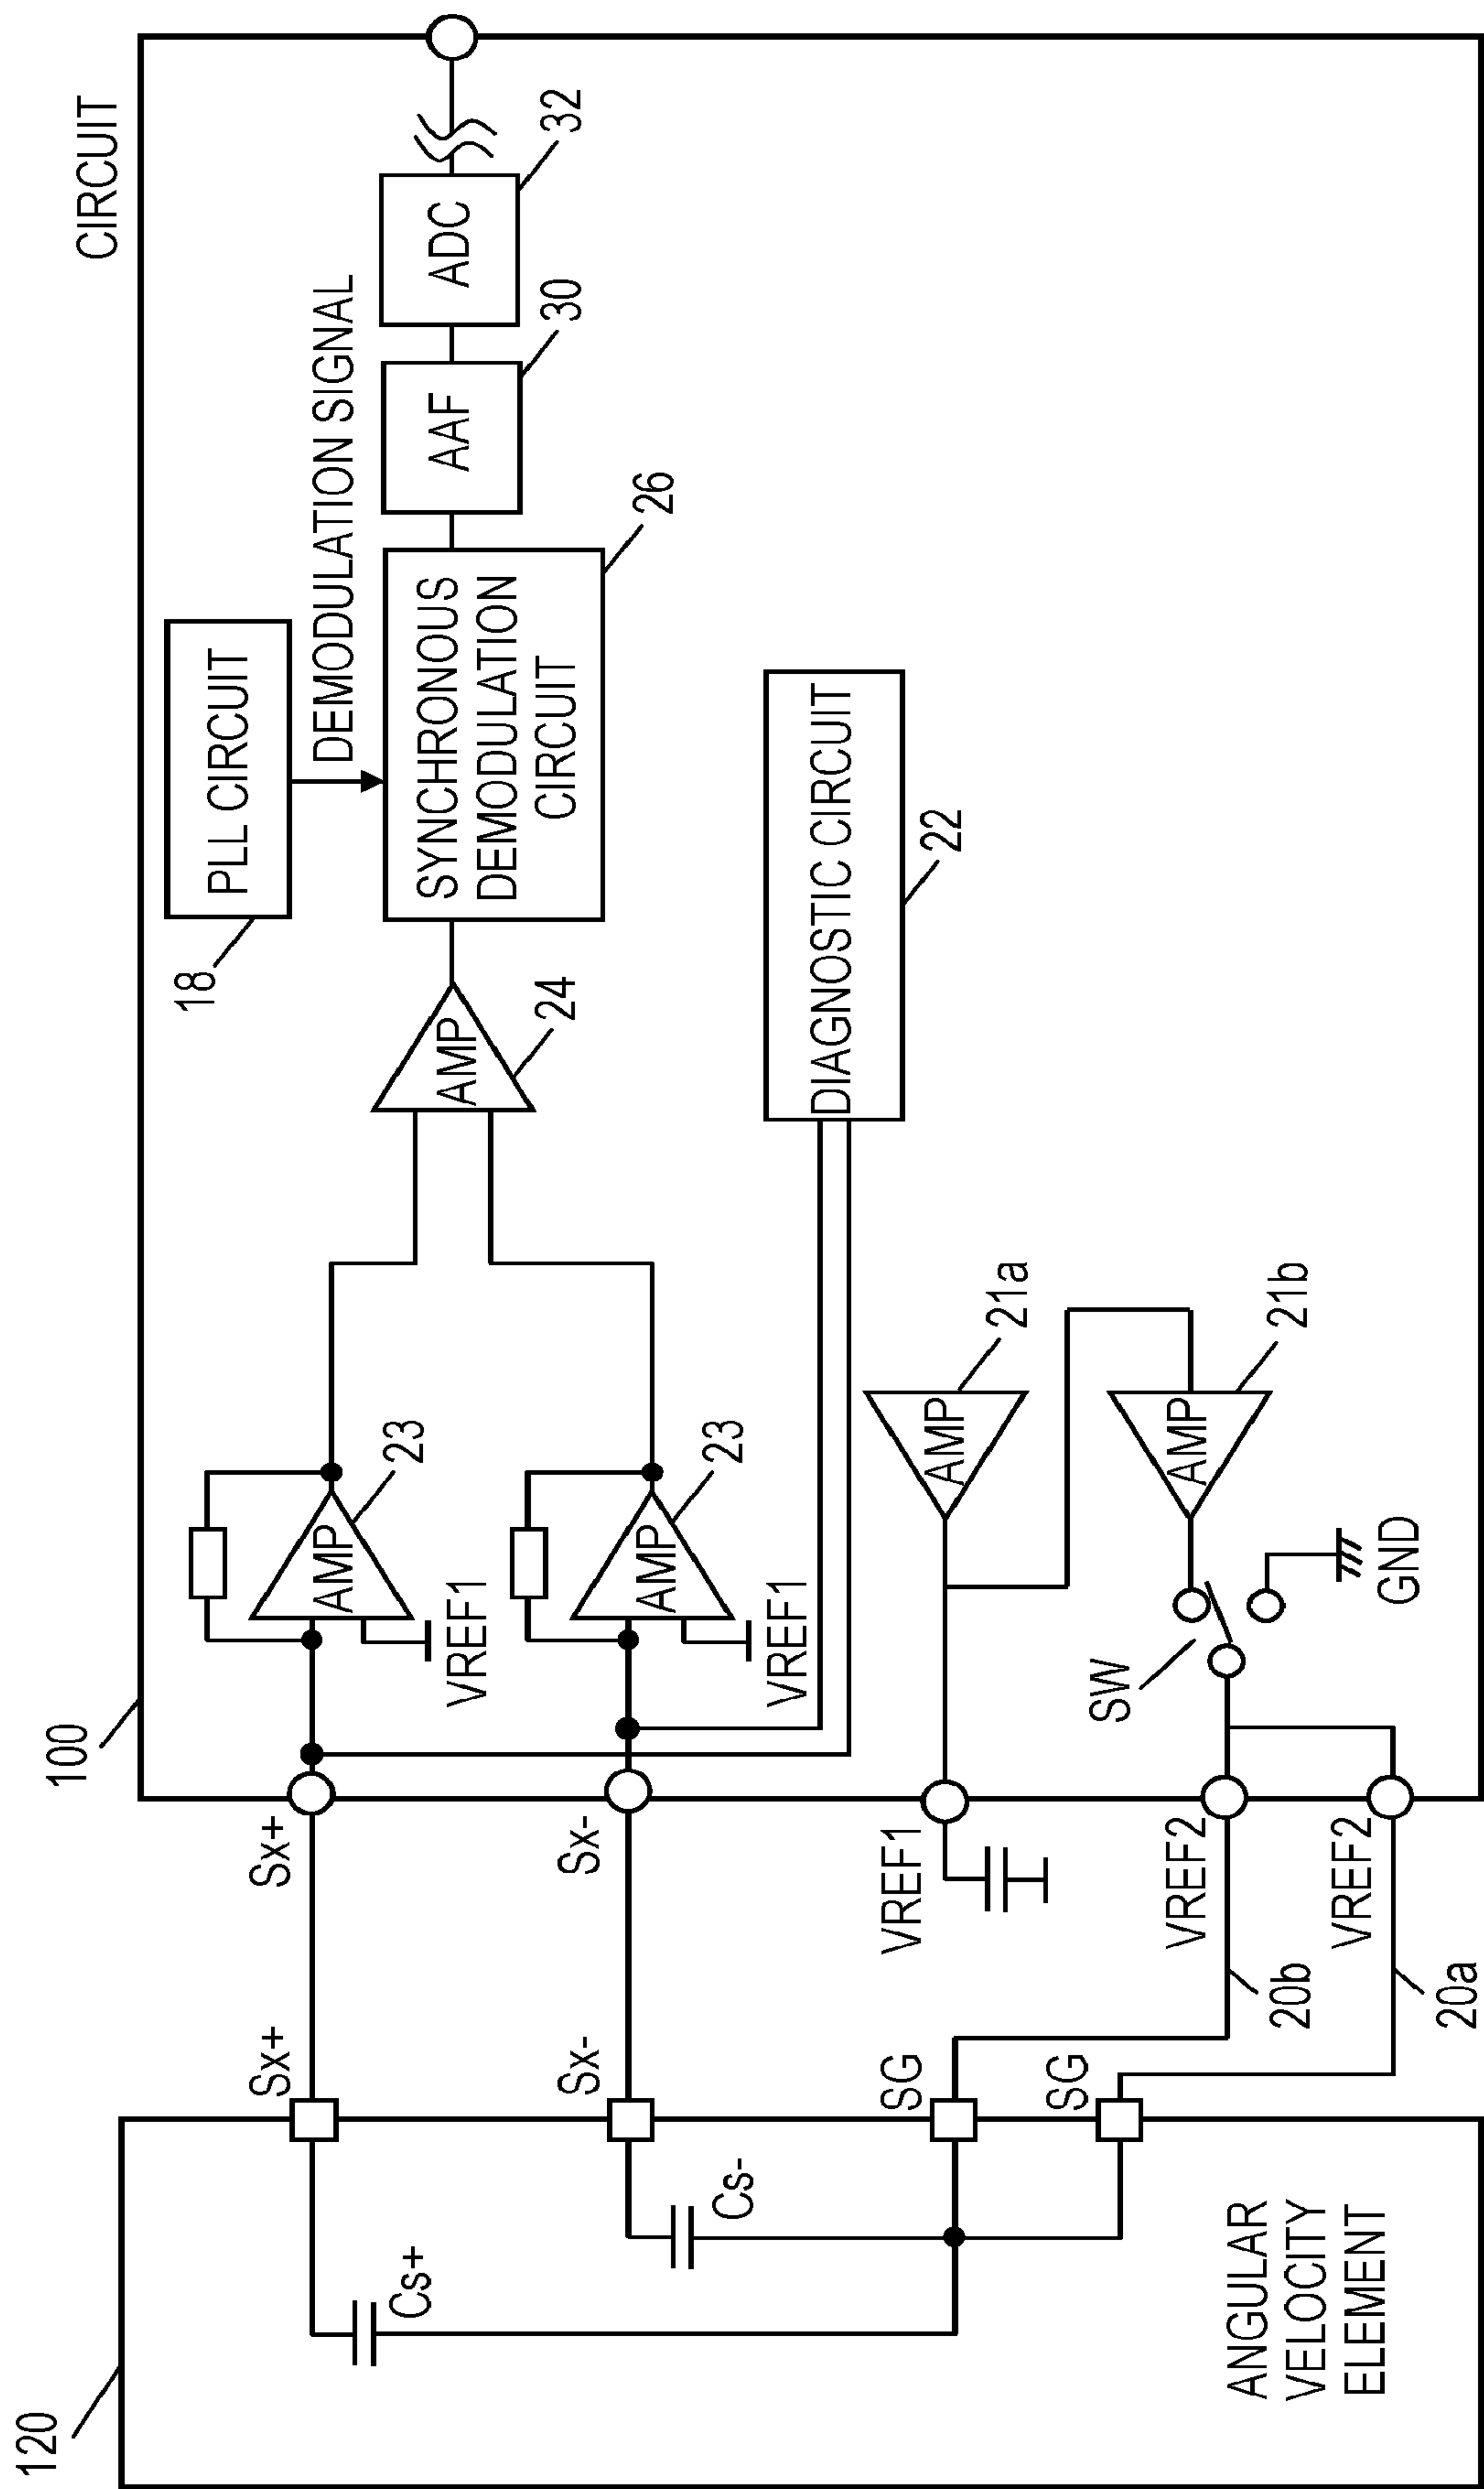 CIRCUIT
100
PLL CIRCUIT
18
DEMODULATION SIGNAL
Sx+
Sx+
AMP
23
VREF1
AMP
24
SYNCHRONOUS
DEMODULATION
CIRCUIT
26
AAF
30
ADC
32
Sx-
Sx-
AMP
23
VREF1
DIAGNOSTIC CIRCUIT
22
120
Cs+
Cs-
SG
SG
VREF1
AMP
21a
VREF2
20b
SW
AMP
21b
GND
VREF2
20a
ANGULAR
VELOCITY
ELEMENT